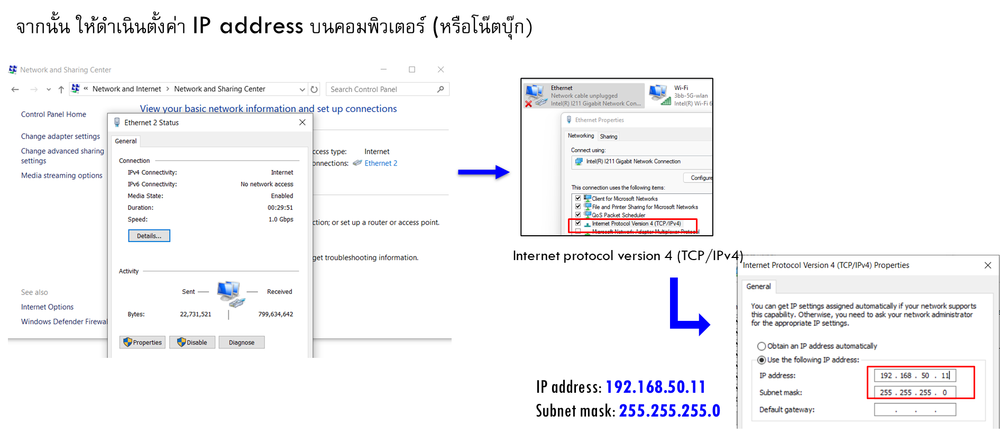 จากนั้น ให้ดำเนินตั้งค่า IP address บนคอมพิวเตอร์ (หรือโน๊ตบุ๊ก)
Network and Sharing Center
« Network and Internet > Network and Sharing Center
Search Control Panel
Control Panel Home
Change adapter settings
Change advanced sharing
settings
Media streaming options
See also
Internet Options
Windows Defender Firewal
View your basic network information and set up connections
ccess type: Internet
onnections: Ethernet 2
ction; or set up a router or access point.
get troubleshooting information.
Ethernet 2 Status
General
Connection
IPv4 Connectivity: Internet
IPv6 Connectivity: No network access
Media State: Enabled
Duration: 00:29:51
Speed: 1.0 Gbps
Details...
Activity
Sent Received
Bytes: 22,731,521 799,634,642
Properties Disable Diagnose
Ethernet
Network cable unplugged
Intel(R) I211 Gigabit Network Con...
Wi-Fi
3bb-5G-wlan
Intel(R) Wi-Fi 6
Ethernet Properties
Networking Sharing
Connect using:
Intel(R) I211 Gigabit Network Connection
Configure
This connection uses the following items:
Client for Microsoft Networks
File and Printer Sharing for Microsoft Networks
QoS Packet Scheduler
Internet Protocol Version 4 (TCP/IPv4)
Microsoft Network Adapter Multiplexor Protocol
Internet protocol version 4 (TCP/IPv4)
Internet Protocol Version 4 (TCP/IPv4) Properties
General
You can get IP settings assigned automatically if your network supports
this capability. Otherwise, you need to ask your network administrator
for the appropriate IP settings.
Obtain an IP address automatically
Use the following IP address:
IP address: 192 . 168 . 50 . 11
Subnet mask: 255 . 255 . 255 . 0
Default gateway: . . .
IP address: 192.168.50.11
Subnet mask: 255.255.255.0